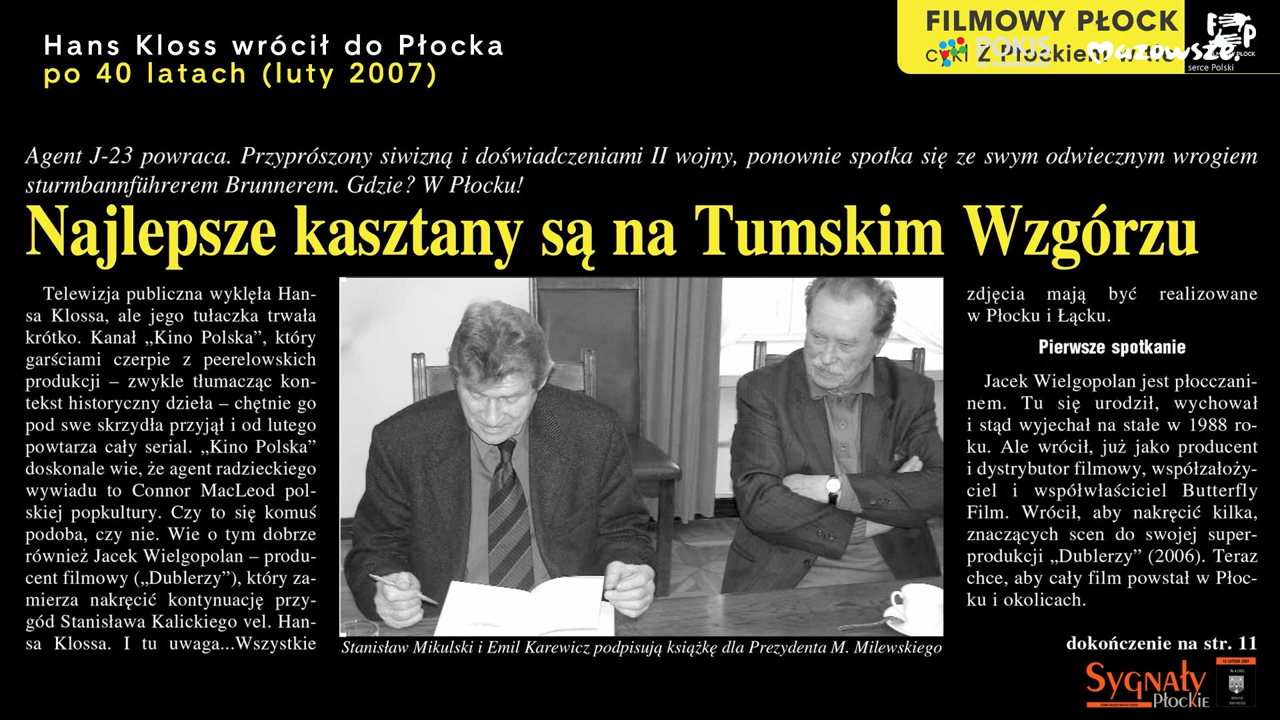 Hans Kloss wrócił do Płocka
po 40 latach (luty 2007)
FILMOWY PŁOCK
cykl Z Płockiem w tle
POKiS
Mazowsze.
serce Polski
Agent J-23 powraca. Przyprószony siwizną i doświadczeniami II wojny, ponownie spotka się ze swym odwiecznym wrogiem
sturmbannführerem Brunnerem. Gdzie? W Płocku!
Najlepsze kasztany są na Tumskim Wzgórzu
Telewizja publiczna wyklęła Han-
sa Klossa, ale jego tułaczka trwała
krótko. Kanał „Kino Polska”, który
garściami czerpie z peerelowskich
produkcji – zwykle tłumacząc kon-
tekst historyczny dzieła – chętnie go
pod swe skrzydła przyjął i od lutego
powtarza cały serial. „Kino Polska”
doskonale wie, że agent radzieckiego
wywiadu to Connor MacLeod pol-
skiej popkultury. Czy to się komuś
podoba, czy nie. Wie o tym dobrze
również Jacek Wielgopolan – produ-
cent filmowy („Dublerzy”), który za-
mierza nakręcić kontynuację przy-
gód Stanisława Kalickiego vel. Han-
sa Klossa. I tu uwaga...Wszystkie
Stanisław Mikulski i Emil Karewicz podpisują książkę dla Prezydenta M. Milewskiego
zdjęcia mają być realizowane
w Płocku i Łącku.
Pierwsze spotkanie
Jacek Wielgopolan jest płocczani-
nem. Tu się urodził, wychował
i stąd wyjechał na stałe w 1988 ro-
ku. Ale wrócił, już jako producent
i dystrybutor filmowy, współzałoży-
ciel i współwłaściciel Butterfly
Film. Wrócił, aby nakręcić kilka,
znaczących scen do swojej super-
produkcji „Dublerzy” (2006). Teraz
chce, aby cały film powstał w Płoc-
ku i okolicach.
dokończenie na str. 11
Sygnały
Płockie